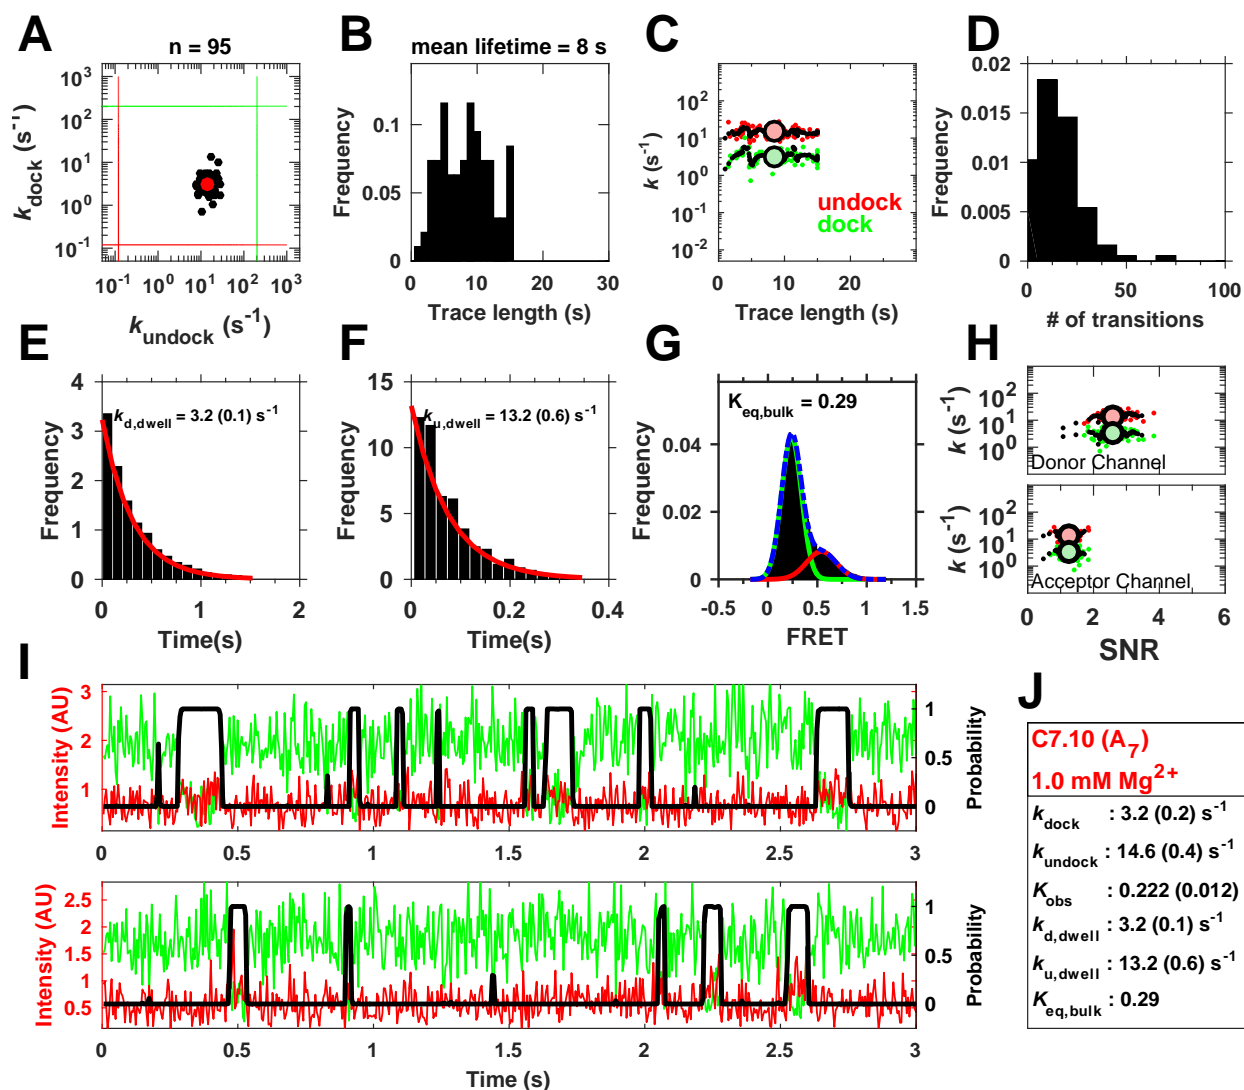 A
n = 95
k_dock (s⁻¹)
10³
10²
10¹
10⁰
10⁻¹
10⁻¹ 10⁰ 10¹ 10² 10³
k_undock (s⁻¹)
B
mean lifetime = 8 s
Frequency
0.1
0.05
0
0 10 20 30
Trace length (s)
C
k (s⁻¹)
10²
10¹
10⁰
10⁻¹
10⁻²
undock
dock
0 10 20
Trace length (s)
D
Frequency
0.02
0.015
0.01
0.005
0
0 50 100
# of transitions
E
Frequency
4
3
2
1
0
k_d,dwell = 3.2 (0.1) s⁻¹
0 1 2
Time(s)
F
Frequency
15
10
5
0
k_u,dwell = 13.2 (0.6) s⁻¹
0 0.2 0.4
Time(s)
G
K_eq,bulk = 0.29
Frequency
0.04
0.02
0
-0.5 0 0.5 1 1.5
FRET
H
k (s⁻¹)
10²
10¹
10⁰
Donor Channel
k (s⁻¹)
10²
10¹
10⁰
Acceptor Channel
0 2 4 6
SNR
I
Intensity (AU)
3
2
1
1
0.5
0
Probability
0 0.5 1 1.5 2 2.5 3
Intensity (AU)
2.5
2
1.5
1
0.5
1
0.5
0
Probability
0 0.5 1 1.5 2 2.5 3
Time (s)
J
C7.10 (A₇)
1.0 mM Mg²⁺
k_dock : 3.2 (0.2) s⁻¹
k_undock : 14.6 (0.4) s⁻¹
K_obs : 0.222 (0.012)
k_d,dwell : 3.2 (0.1) s⁻¹
k_u,dwell : 13.2 (0.6) s⁻¹
K_eq,bulk : 0.29